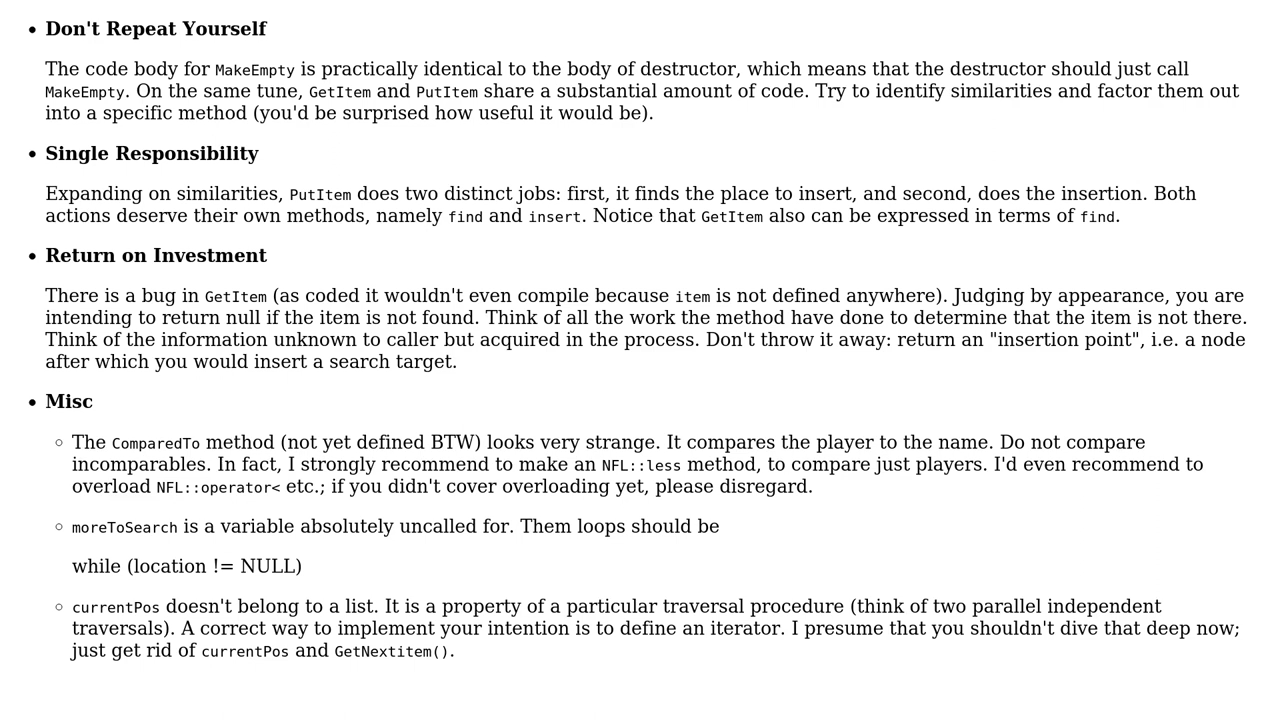 • Don't Repeat Yourself
The code body for MakeEmpty is practically identical to the body of destructor, which means that the destructor should just call
MakeEmpty. On the same tune, GetItem and PutItem share a substantial amount of code. Try to identify similarities and factor them out
into a specific method (you'd be surprised how useful it would be).
• Single Responsibility
Expanding on similarities, PutItem does two distinct jobs: first, it finds the place to insert, and second, does the insertion. Both
actions deserve their own methods, namely find and insert. Notice that GetItem also can be expressed in terms of find.
• Return on Investment
There is a bug in GetItem (as coded it wouldn't even compile because item is not defined anywhere). Judging by appearance, you are
intending to return null if the item is not found. Think of all the work the method have done to determine that the item is not there.
Think of the information unknown to caller but acquired in the process. Don't throw it away: return an "insertion point", i.e. a node
after which you would insert a search target.
• Misc
◦ The ComparedTo method (not yet defined BTW) looks very strange. It compares the player to the name. Do not compare
incomparables. In fact, I strongly recommend to make an NFL::less method, to compare just players. I'd even recommend to
overload NFL::operator< etc.; if you didn't cover overloading yet, please disregard.
◦ moreToSearch is a variable absolutely uncalled for. Them loops should be
while (location != NULL)
◦ currentPos doesn't belong to a list. It is a property of a particular traversal procedure (think of two parallel independent
traversals). A correct way to implement your intention is to define an iterator. I presume that you shouldn't dive that deep now;
just get rid of currentPos and GetNextitem().